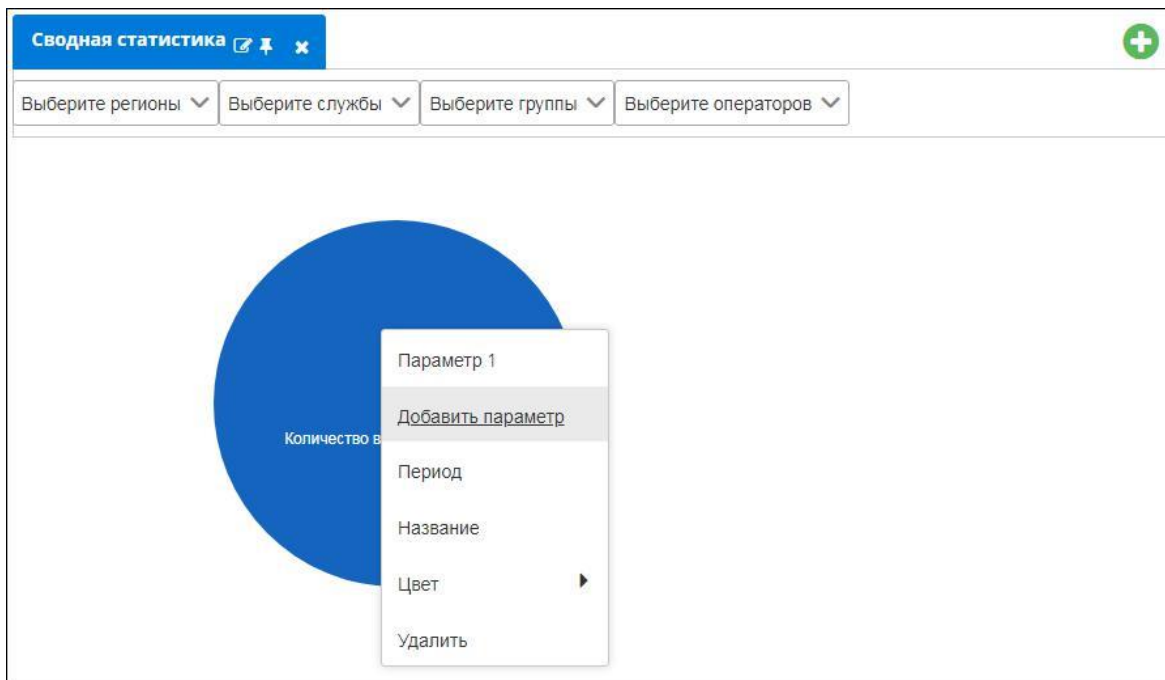 Сводная статистика
Выберите регионы Выберите службы Выберите группы Выберите операторов
Параметр 1
Добавить параметр
Количество в
Период
Название
Цвет
Удалить